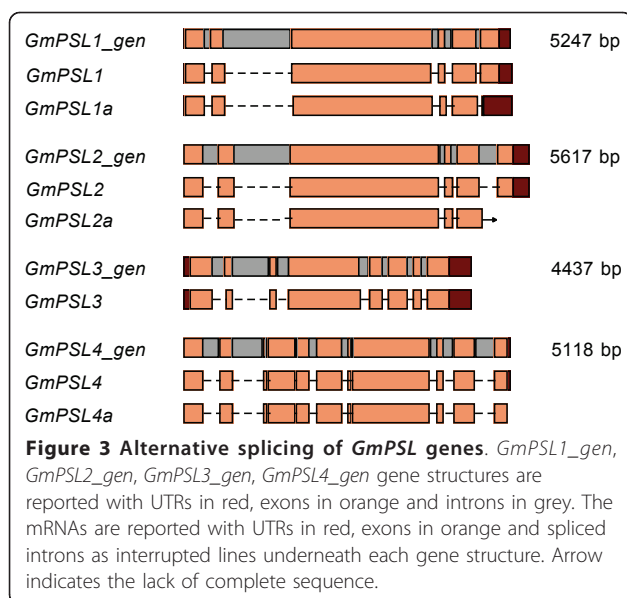 GmPSL1_gen 5247 bp
GmPSL1
GmPSL1a
GmPSL2_gen 5617 bp
GmPSL2
GmPSL2a
GmPSL3_gen 4437 bp
GmPSL3
GmPSL4_gen 5118 bp
GmPSL4
GmPSL4a
Figure 3 Alternative splicing of GmPSL genes. GmPSL1_gen,
GmPSL2_gen, GmPSL3_gen, GmPSL4_gen gene structures are
reported with UTRs in red, exons in orange and introns in grey. The
mRNAs are reported with UTRs in red, exons in orange and spliced
introns as interrupted lines underneath each gene structure. Arrow
indicates the lack of complete sequence.